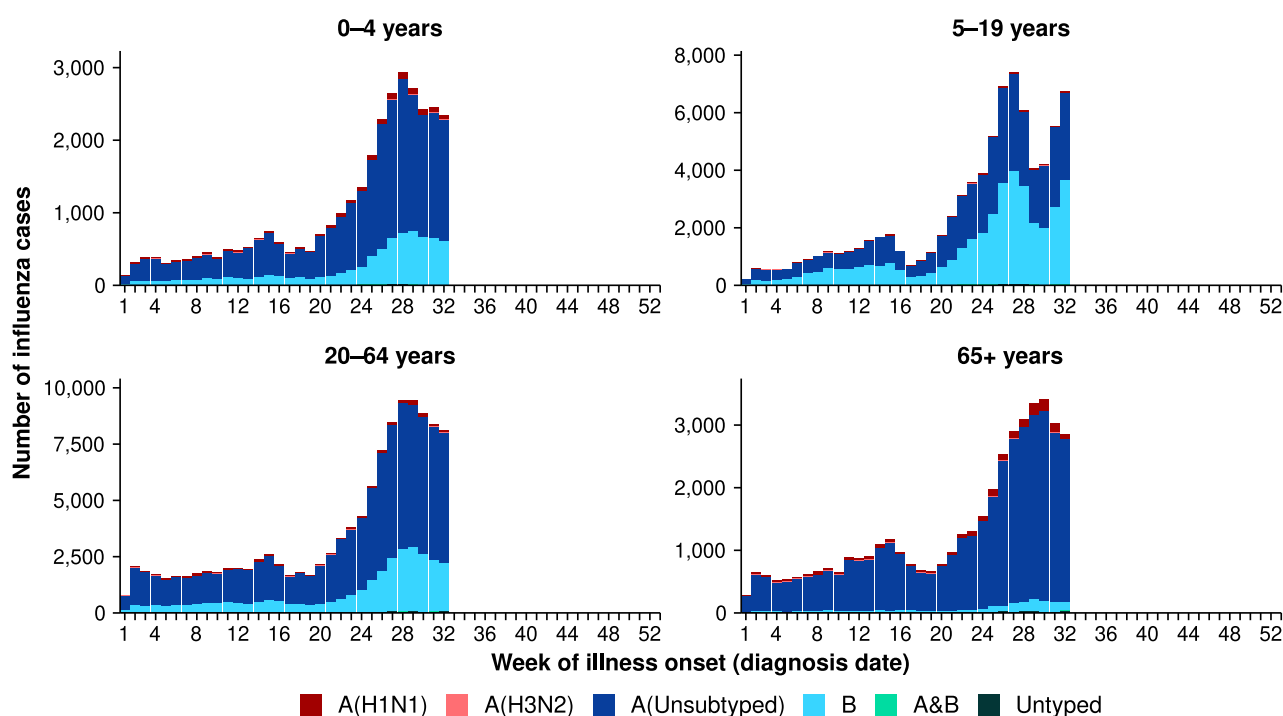 0–4 years
5–19 years
3,000
2,000
1,000
0
1 4 8 12 16 20 24 28 32 36 40 44 48 52
8,000
6,000
4,000
2,000
0
1 4 8 12 16 20 24 28 32 36 40 44 48 52
Number of influenza cases
20–64 years
65+ years
10,000
7,500
5,000
2,500
0
1 4 8 12 16 20 24 28 32 36 40 44 48 52
3,000
2,000
1,000
0
1 4 8 12 16 20 24 28 32 36 40 44 48 52
Week of illness onset (diagnosis date)
A(H1N1) A(H3N2) A(Unsubtyped) B A&B Untyped